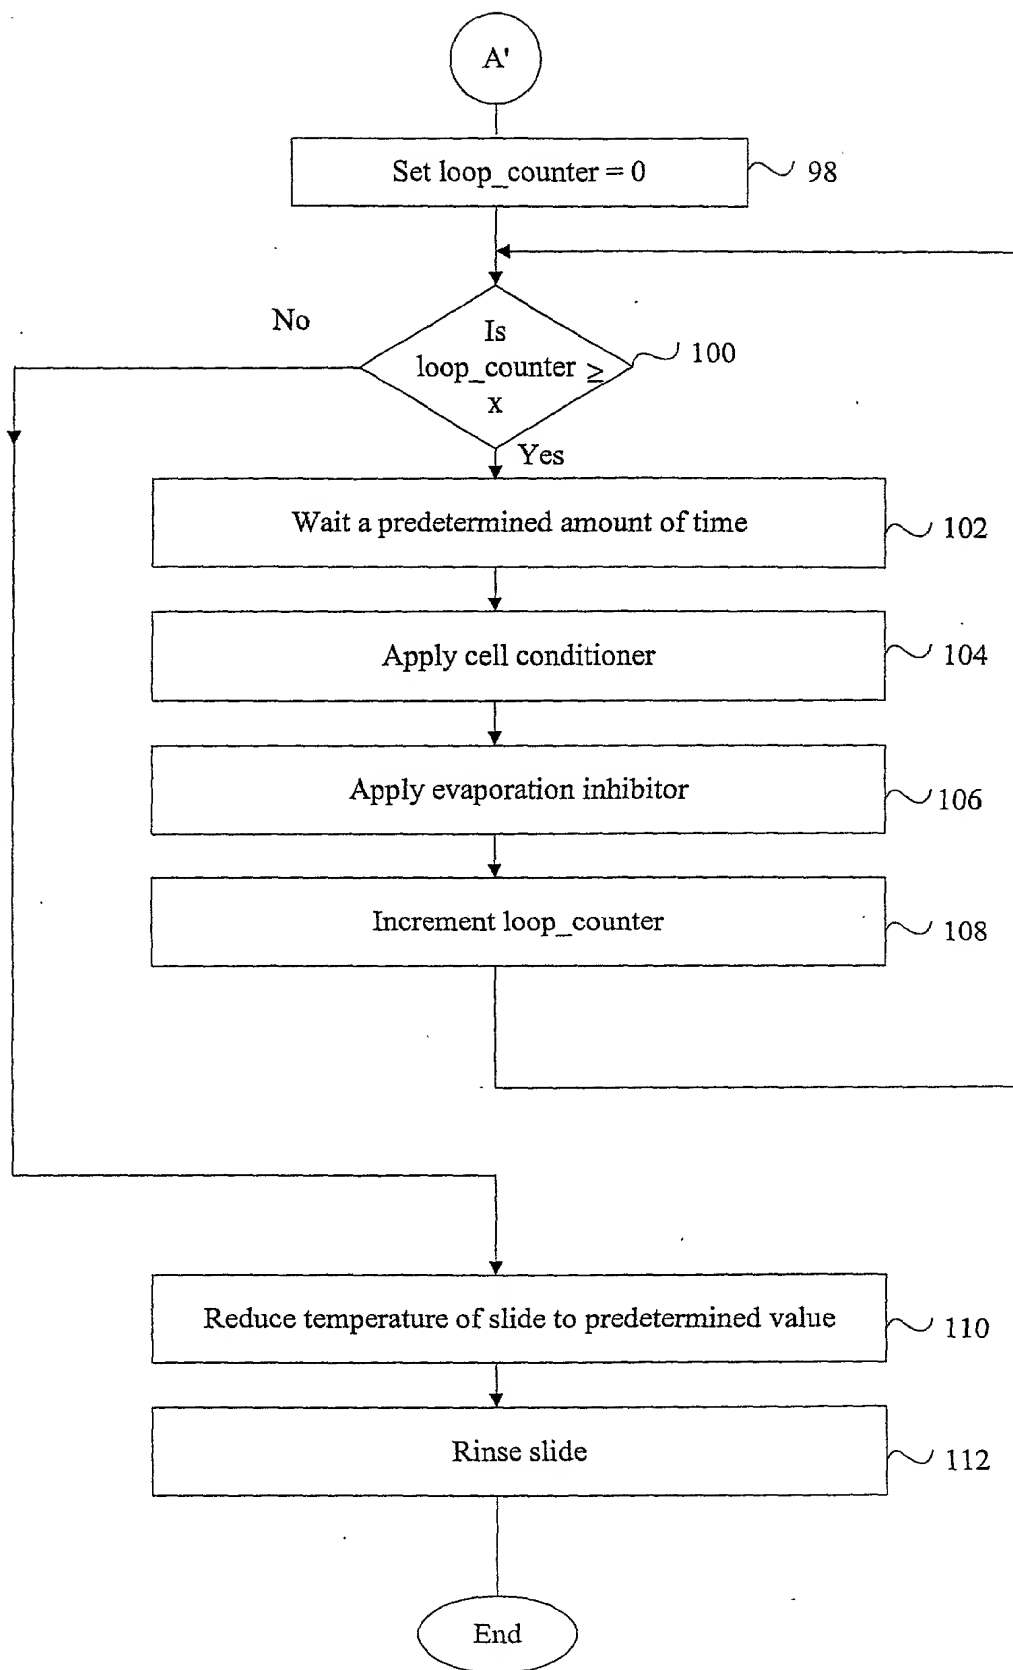 A'
Set loop_counter = 0
98
No
Is
loop_counter ≥
x
100
Yes
Wait a predetermined amount of time
102
Apply cell conditioner
104
Apply evaporation inhibitor
106
Increment loop_counter
108
Reduce temperature of slide to predetermined value
110
Rinse slide
112
End